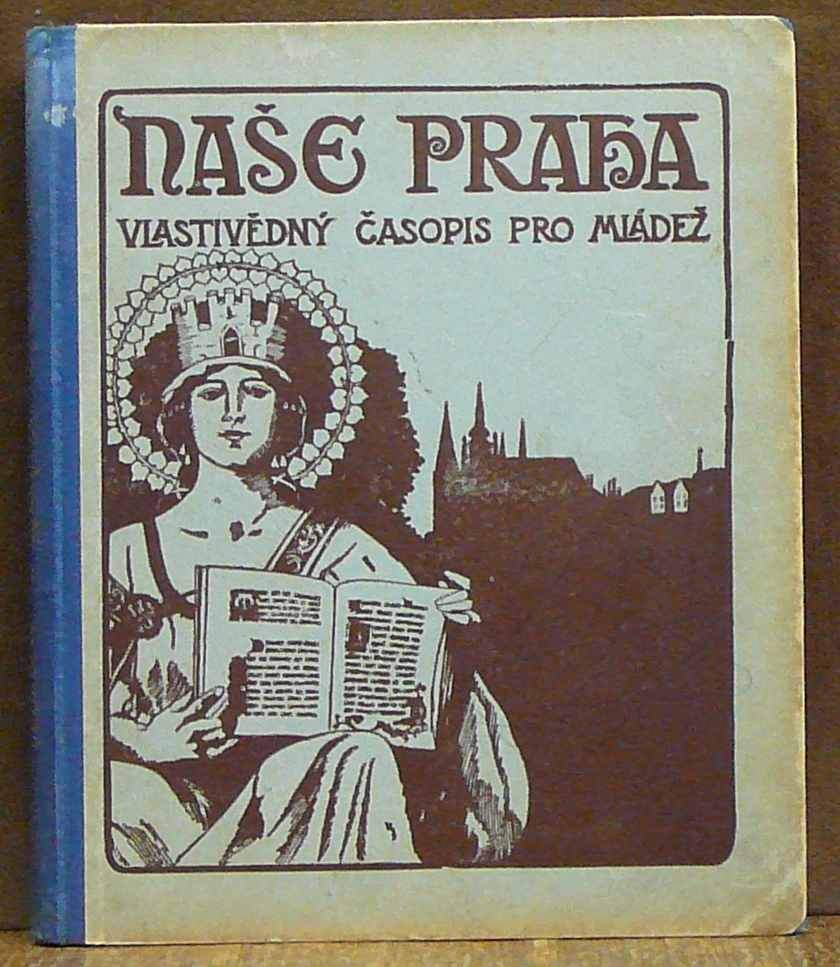 NAŠE PRAHA
VLASTIVĚDNÝ ČASOPIS PRO MLÁDEŽ